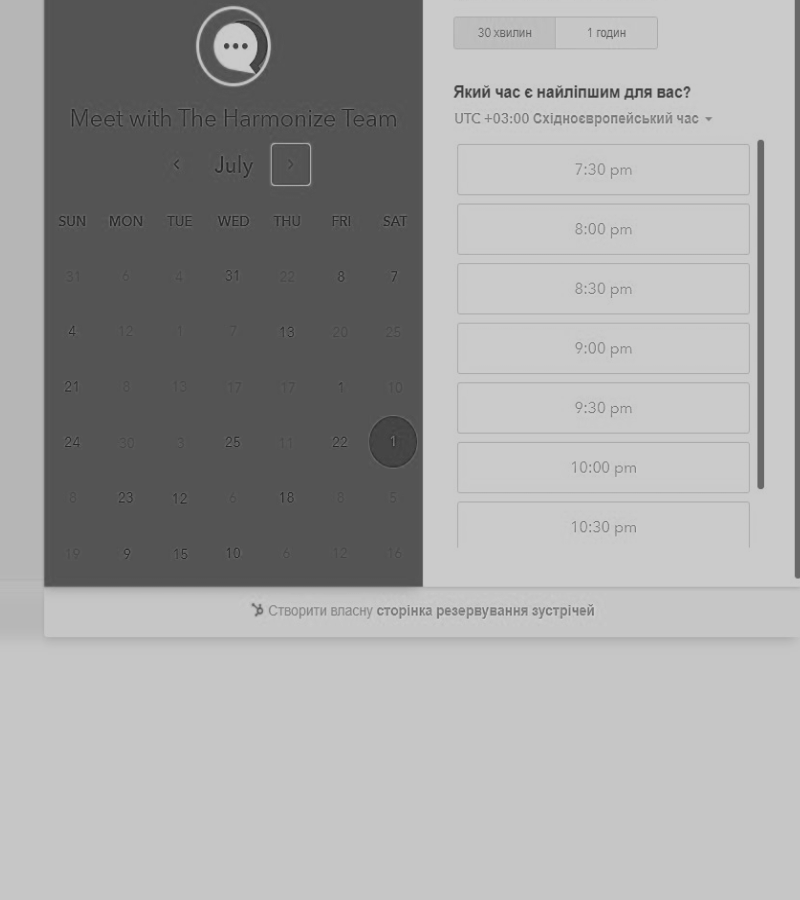 Meet with The Harmonize Team
July
SUN MON TUE WED THU FRI SAT
31 6 4 31 22 8 7
4 12 1 7 13 20 25
21 8 13 17 17 1 10
24 30 3 25 11 22 1
8 23 12 6 18 8 5
19 9 15 10 6 12 16
30 хвилин 1 годин
Який час є найліпшим для вас?
UTC +03:00 Східноєвропейський час
7:30 pm
8:00 pm
8:30 pm
9:00 pm
9:30 pm
10:00 pm
10:30 pm
Створити власну сторінка резервування зустрічей